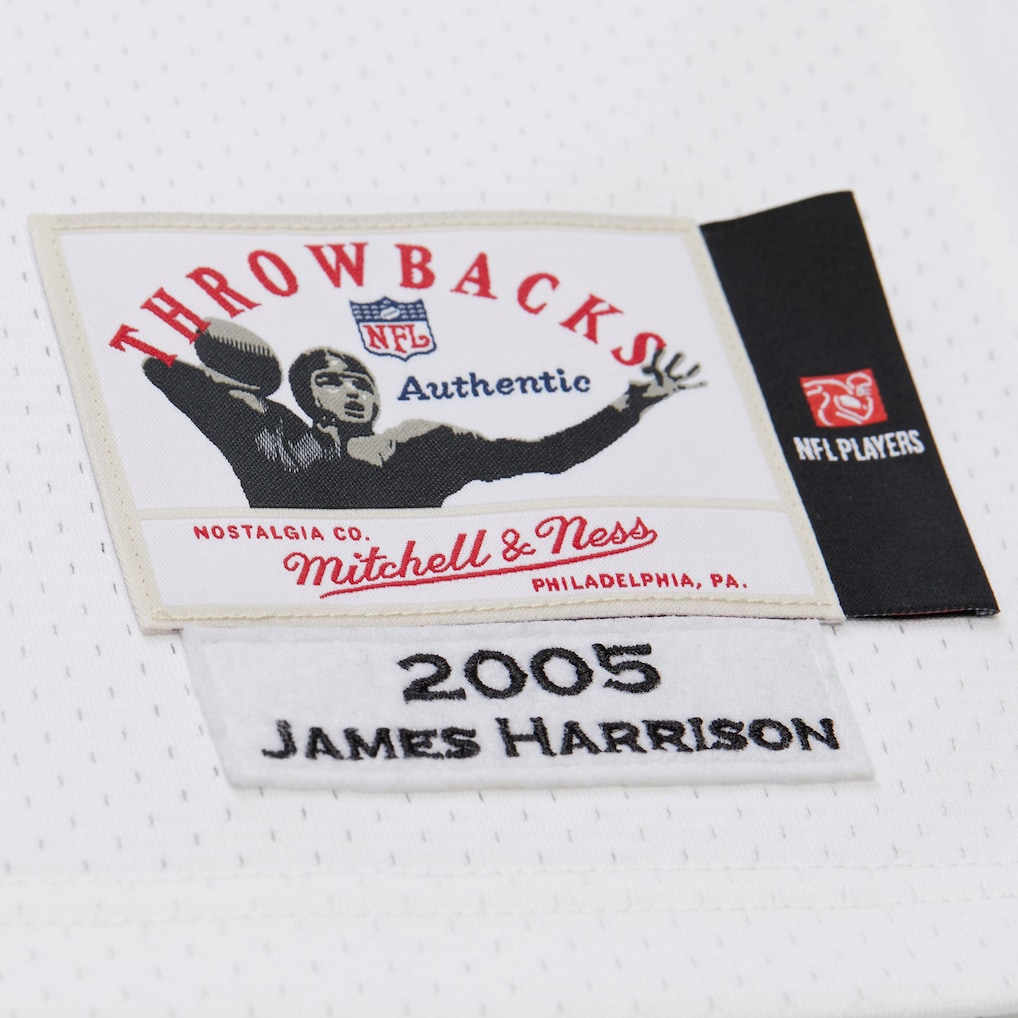 THROWBACKS
NFL
Authentic
NFL PLAYERS
NOSTALGIA CO.
Mitchell & Ness
PHILADELPHIA, PA.
2005
JAMES HARRISON